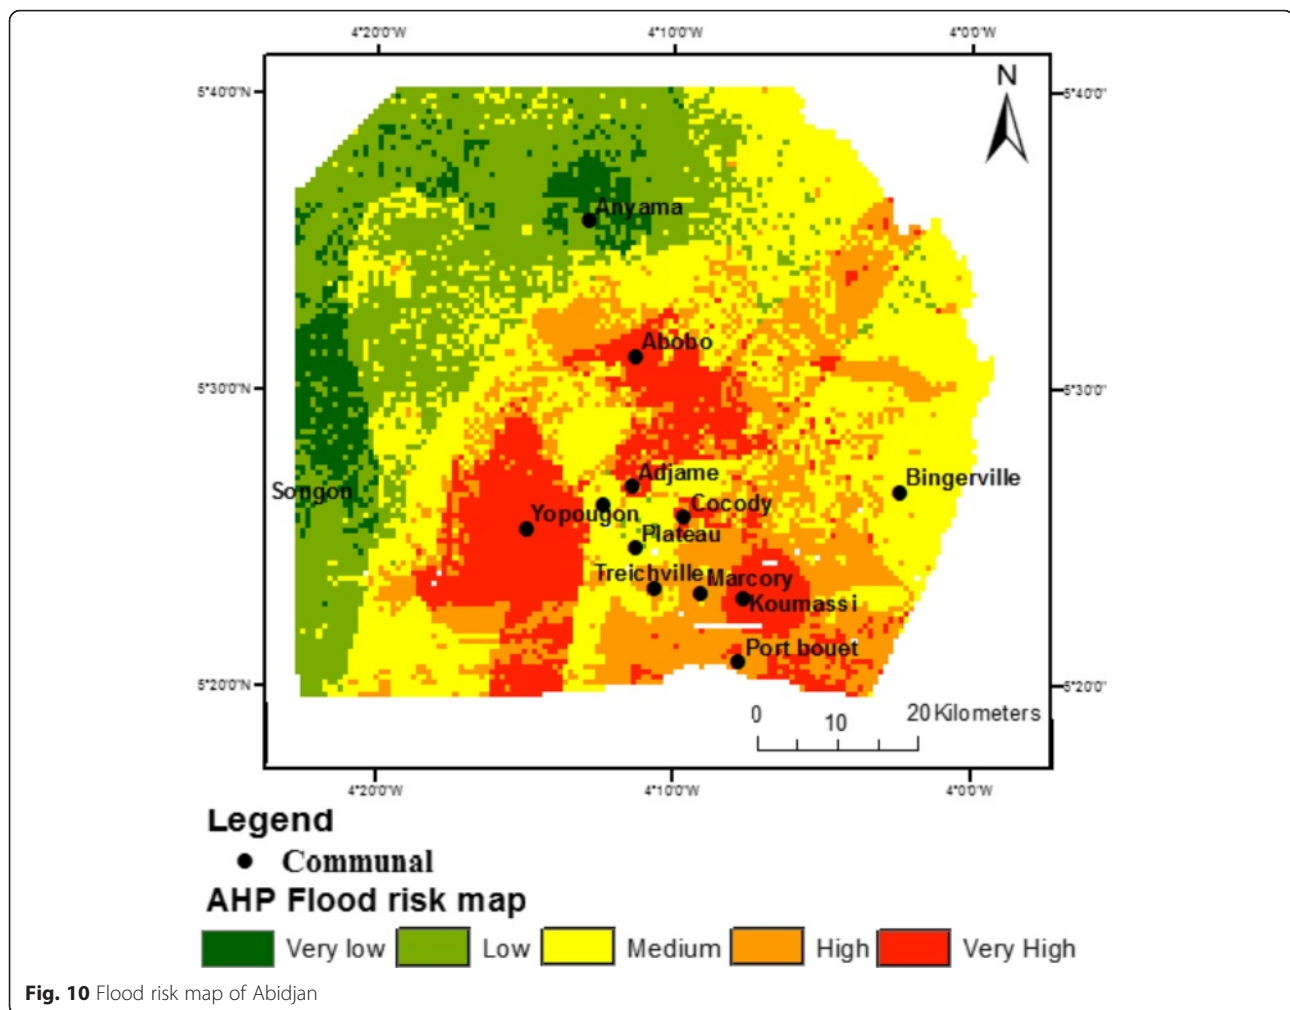 4°20'0"W 4°10'0"W 4°0'0"W
N
5°40'0"N 5°40'0"
Anyama
Abobo
5°30'0"N 5°30'0"
Adjame
Bingerville
Songon
Cocody
Yopougon
Plateau
Treichville
Marcory
Koumassi
Port bouet
5°20'0"N 5°20'0"
0 10 20 Kilometers
4°20'0"W 4°10'0"W 4°0'0"W
Legend
Communal
AHP Flood risk map
Very low Low Medium High Very High
Fig. 10 Flood risk map of Abidjan